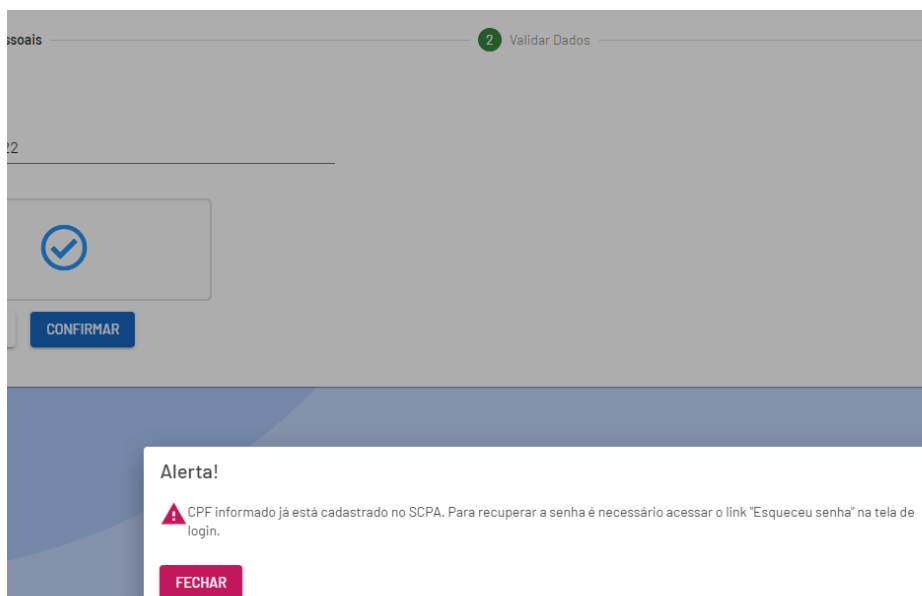 ssoais
2 Validar Dados
22
CONFIRMAR
Alerta!
CPF informado já está cadastrado no SCPA. Para recuperar a senha é necessário acessar o link "Esqueceu senha" na tela de
login.
FECHAR